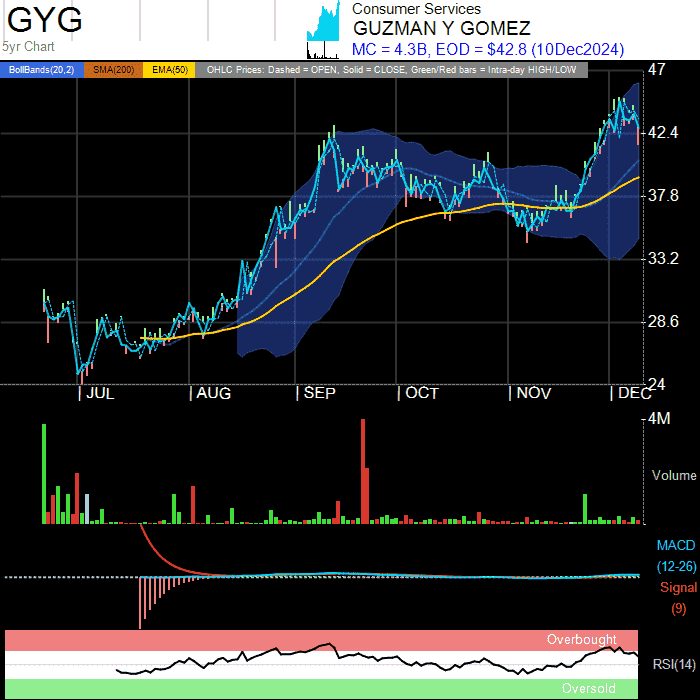 GYG
5yr Chart
Consumer Services
GUZMAN Y GOMEZ
MC = 4.3B, EOD = $42.8 (10Dec2024)
BollBands(20,2) SMA(200) EMA(50) OHLC Prices: Dashed = OPEN, Solid = CLOSE, Green/Red bars = Intra-day HIGH/LOW
47
42.4
37.8
33.2
28.6
24
JUL AUG SEP OCT NOV DEC
4M
Volume
MACD
(12-26)
Signal
(9)
Overbought
RSI(14)
Oversold